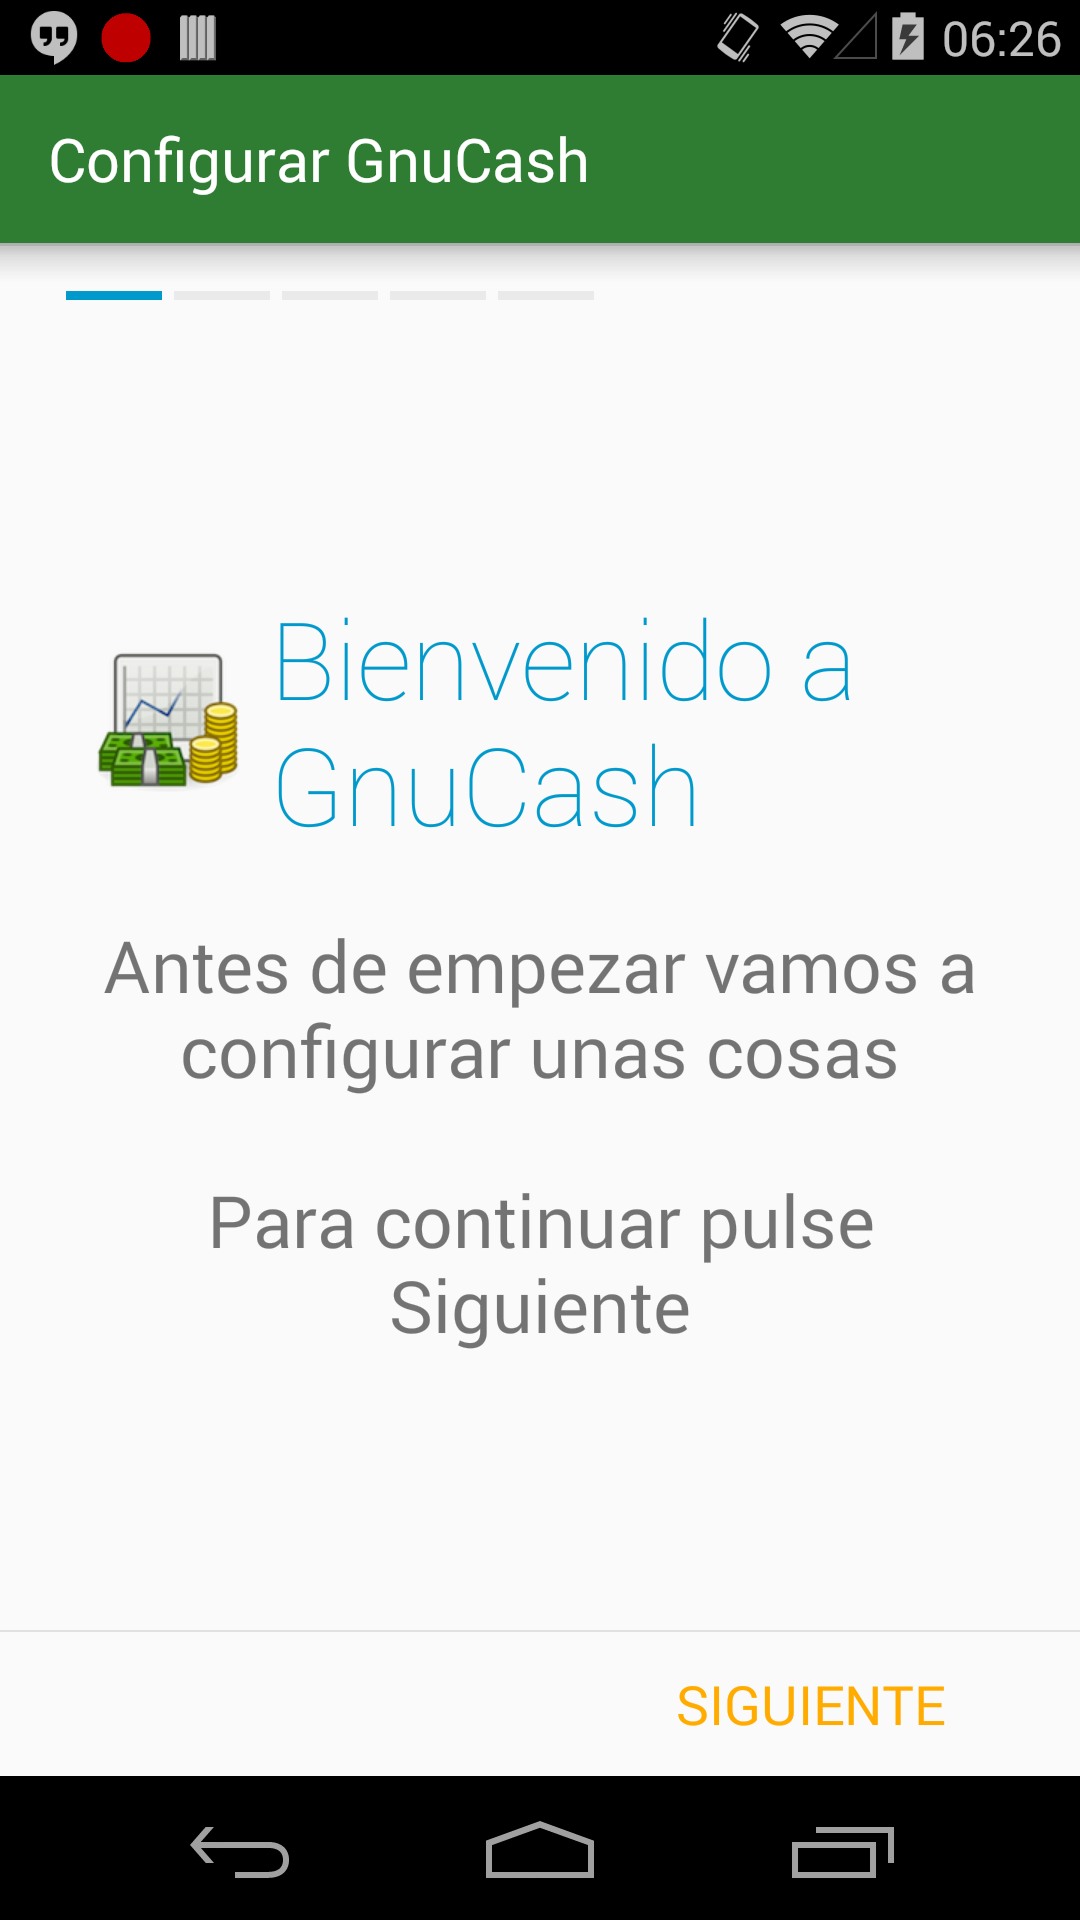 06:26
Configurar GnuCash
Bienvenido a
GnuCash
Antes de empezar vamos a
configurar unas cosas
Para continuar pulse
Siguiente
SIGUIENTE